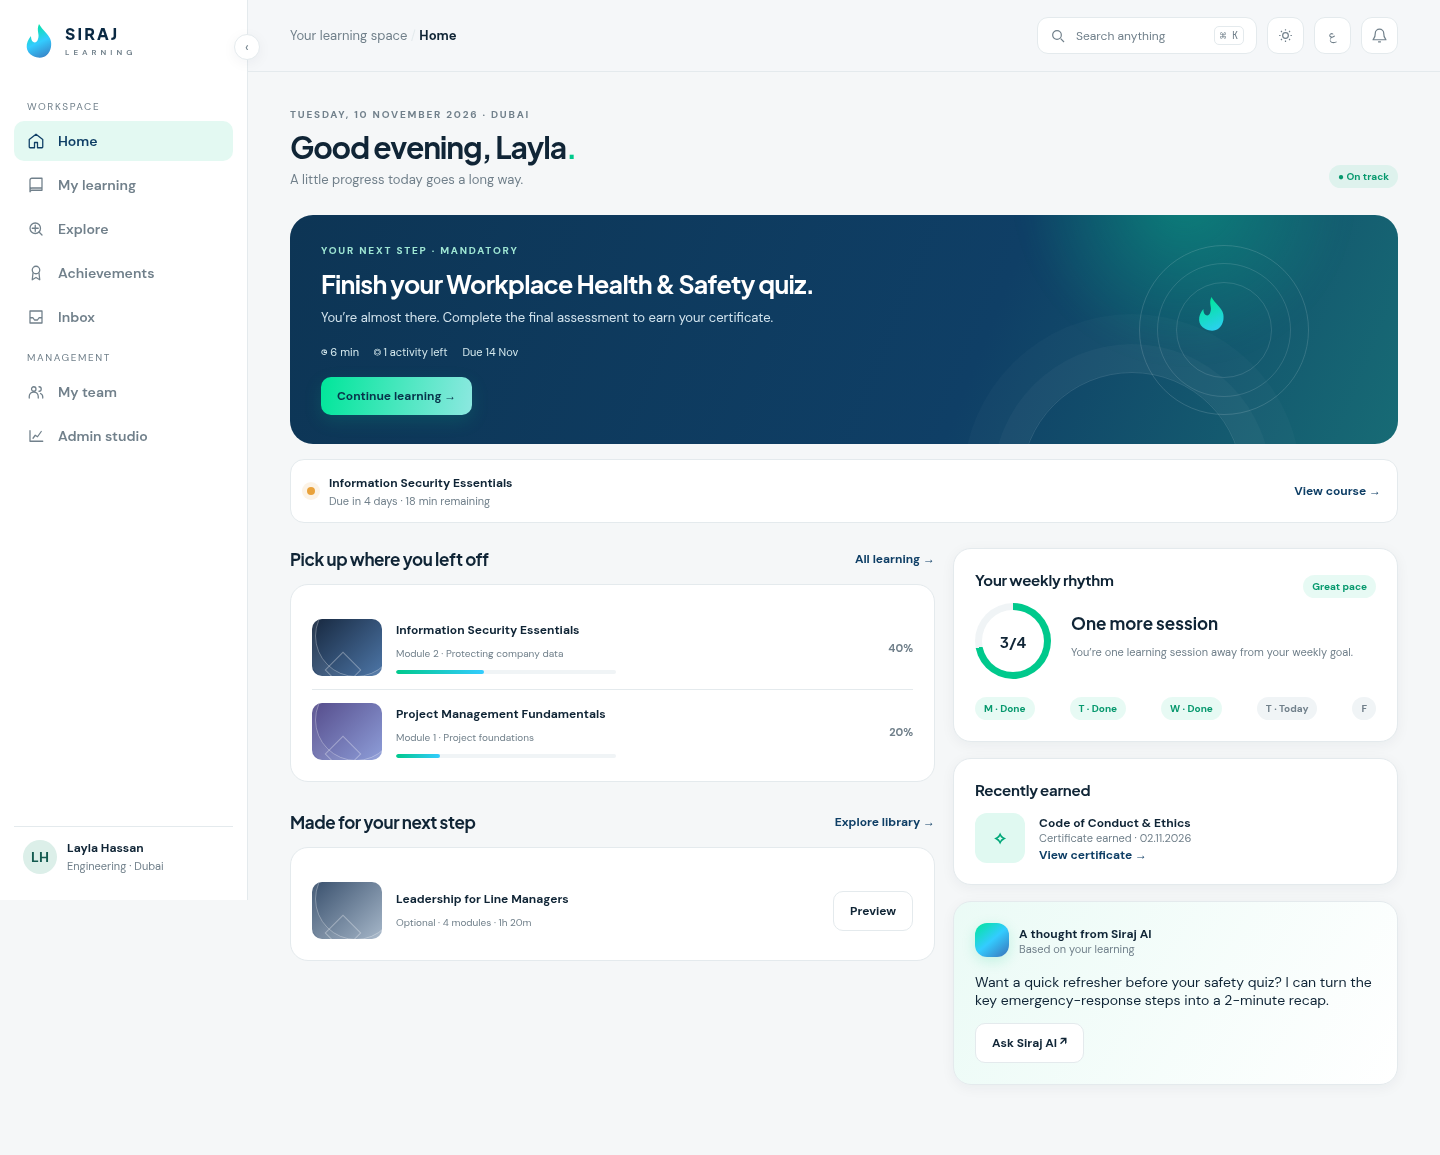 SIRAJ
LEARNING
‹
WORKSPACE
Home
My learning
Explore
Achievements
Inbox
MANAGEMENT
My team
Admin studio
LH
Layla Hassan
Engineering · Dubai
Your learning space / Home
Search anything
⌘ K
ع
TUESDAY, 10 NOVEMBER 2026 · DUBAI
Good evening, Layla.
A little progress today goes a long way.
● On track
YOUR NEXT STEP · MANDATORY
Finish your Workplace Health & Safety quiz.
You're almost there. Complete the final assessment to earn your certificate.
6 min
1 activity left
Due 14 Nov
Continue learning →
Information Security Essentials
Due in 4 days · 18 min remaining
View course →
Pick up where you left off
All learning →
Information Security Essentials
Module 2 · Protecting company data
40%
Project Management Fundamentals
Module 1 · Project foundations
20%
Made for your next step
Explore library →
Leadership for Line Managers
Optional · 4 modules · 1h 20m
Preview
Your weekly rhythm
Great pace
3/4
One more session
You're one learning session away from your weekly goal.
M · Done
T · Done
W · Done
T · Today
F
Recently earned
Code of Conduct & Ethics
Certificate earned · 02.11.2026
View certificate →
A thought from Siraj AI
Based on your learning
Want a quick refresher before your safety quiz? I can turn the
key emergency-response steps into a 2-minute recap.
Ask Siraj AI ↗